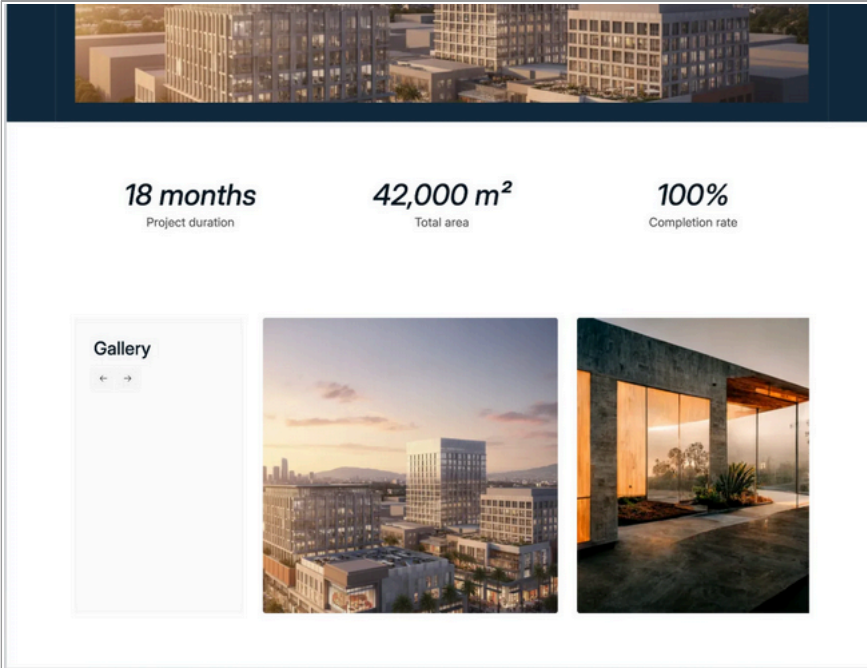 18 months
Project duration
42,000 m²
Total area
100%
Completion rate
Gallery
← →